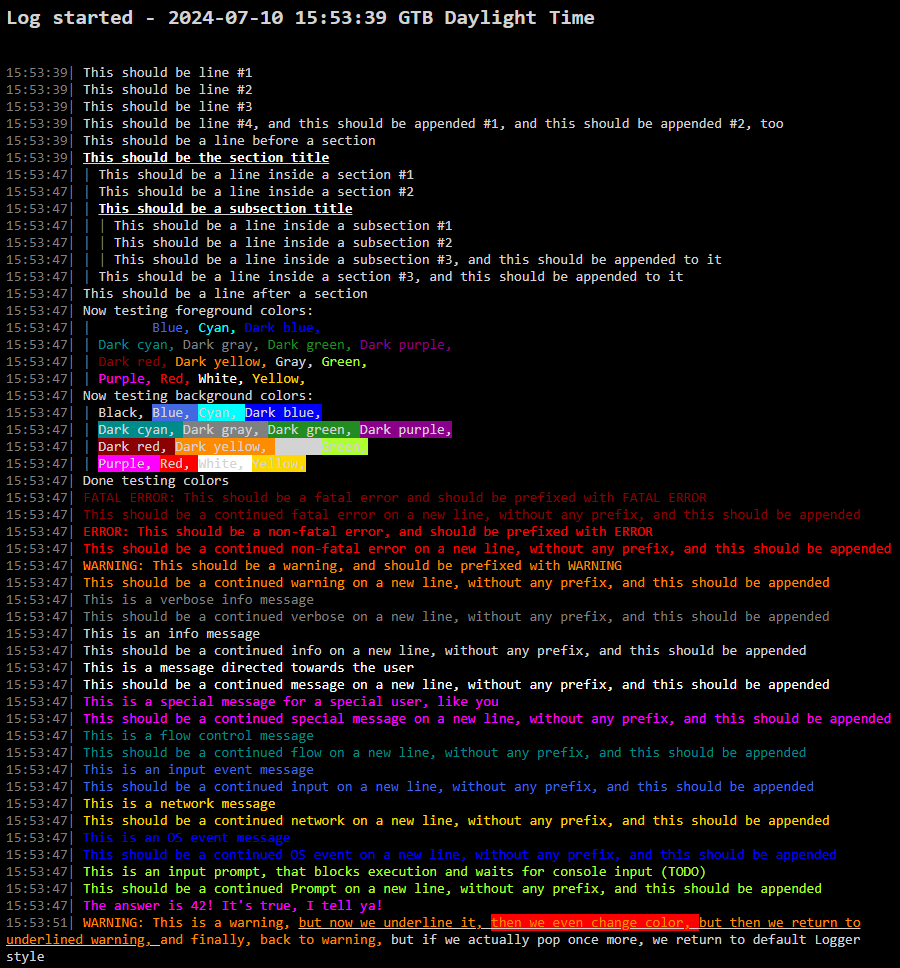 Log started - 2024-07-10 15:53:39 GTB Daylight Time
15:53:39| This should be line #1
15:53:39| This should be line #2
15:53:39| This should be line #3
15:53:39| This should be line #4, and this should be appended #1, and this should be appended #2, too
15:53:39| This should be a line before a section
15:53:39| This should be the section title
15:53:47| | This should be a line inside a section #1
15:53:47| | This should be a line inside a section #2
15:53:47| | This should be a subsection title
15:53:47| | | This should be a line inside a subsection #1
15:53:47| | | This should be a line inside a subsection #2
15:53:47| | | This should be a line inside a subsection #3, and this should be appended to it
15:53:47| | This should be a line inside a section #3, and this should be appended to it
15:53:47| This should be a line after a section
15:53:47| Now testing foreground colors:
15:53:47| | Blue, Cyan, Dark blue,
15:53:47| | Dark cyan, Dark gray, Dark green, Dark purple,
15:53:47| | Dark red, Dark yellow, Gray, Green,
15:53:47| | Purple, Red, White, Yellow,
15:53:47| Now testing background colors:
15:53:47| | Black, Blue, Cyan, Dark blue,
15:53:47| | Dark cyan, Dark gray, Dark green, Dark purple,
15:53:47| | Dark red, Dark yellow, Green,
15:53:47| | Purple, Red, White, Yellow,
15:53:47| Done testing colors
15:53:47| FATAL ERROR: This should be a fatal error and should be prefixed with FATAL ERROR
15:53:47| This should be a continued fatal error on a new line, without any prefix, and this should be appended
15:53:47| ERROR: This should be a non-fatal error, and should be prefixed with ERROR
15:53:47| This should be a continued non-fatal error on a new line, without any prefix, and this should be appended
15:53:47| WARNING: This should be a warning, and should be prefixed with WARNING
15:53:47| This should be a continued warning on a new line, without any prefix, and this should be appended
15:53:47| This is a verbose info message
15:53:47| This should be a continued verbose on a new line, without any prefix, and this should be appended
15:53:47| This is an info message
15:53:47| This should be a continued info on a new line, without any prefix, and this should be appended
15:53:47| This is a message directed towards the user
15:53:47| This should be a continued message on a new line, without any prefix, and this should be appended
15:53:47| This is a special message for a special user, like you
15:53:47| This should be a continued special message on a new line, without any prefix, and this should be appended
15:53:47| This is a flow control message
15:53:47| This should be a continued flow on a new line, without any prefix, and this should be appended
15:53:47| This is an input event message
15:53:47| This should be a continued input on a new line, without any prefix, and this should be appended
15:53:47| This is a network message
15:53:47| This should be a continued network on a new line, without any prefix, and this should be appended
15:53:47| This is an OS event message
15:53:47| This should be a continued OS event on a new line, without any prefix, and this should be appended
15:53:47| This is an input prompt, that blocks execution and waits for console input (TODO)
15:53:47| This should be a continued Prompt on a new line, without any prefix, and this should be appended
15:53:47| The answer is 42! It's true, I tell ya!
15:53:51| WARNING: This is a warning, but now we underline it, then we even change color, but then we return to
underlined warning, and finally, back to warning, but if we actually pop once more, we return to default Logger
style